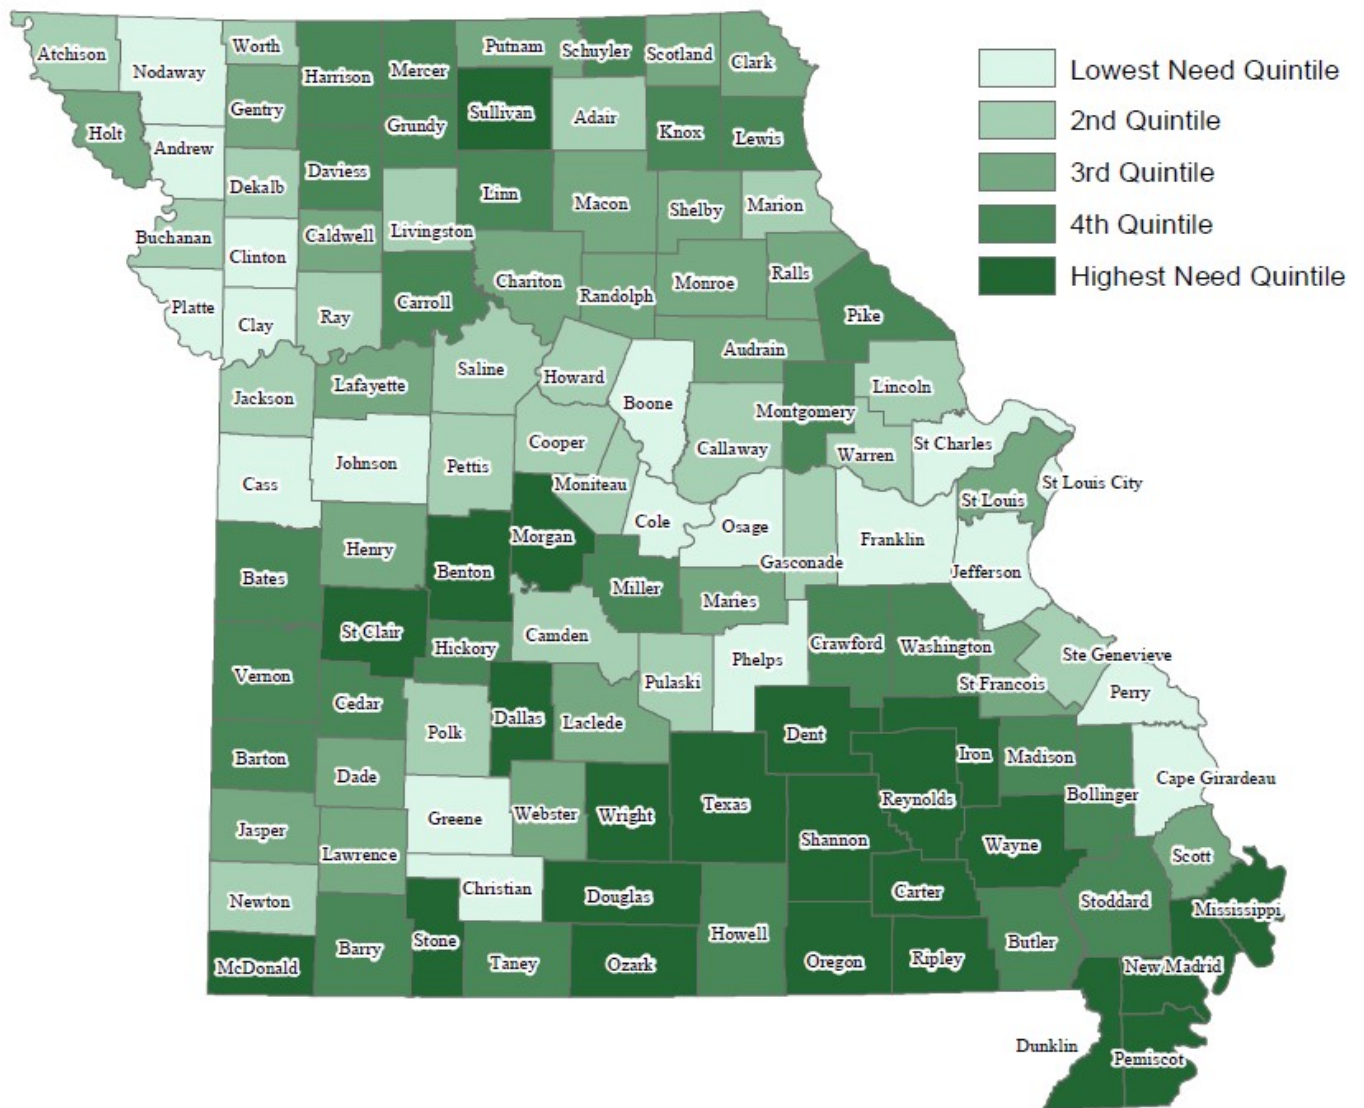 Atchison
Nodaway
Worth
Harrison
Mercer
Putnam
Schuyler
Scotland
Clark
Gentry
Holt
Andrew
Grundy
Sullivan
Adair
Knox
Lewis
Dekalb
Daviess
Linn
Macon
Shelby
Marion
Buchanan
Clinton
Caldwell
Livingston
Chariton
Randolph
Monroe
Ralls
Platte
Clay
Ray
Carroll
Pike
Audrain
Jackson
Lafayette
Saline
Howard
Boone
Lincoln
Montgomery
Callaway
Cooper
Warren
St Charles
Cass
Johnson
Pettis
Moniteau
St Louis
St Louis City
Cole
Osage
Franklin
Gasconade
Jefferson
Morgan
Henry
Benton
Bates
Miller
Maries
St Clair
Hickory
Camden
Phelps
Crawford
Washington
Ste Genevieve
St Francois
Perry
Vernon
Cedar
Polk
Dallas
Laclede
Pulaski
Dent
Iron
Madison
Barton
Dade
Cape Girardeau
Bollinger
Reynolds
Texas
Jasper
Greene
Webster
Wright
Shannon
Wayne
Lawrence
Scott
Newton
Christian
Douglas
Carter
Stoddard
Mississippi
McDonald
Barry
Stone
Taney
Ozark
Howell
Oregon
Ripley
Butler
New Madrid
Dunklin
Pemiscot
Lowest Need Quintile
2nd Quintile
3rd Quintile
4th Quintile
Highest Need Quintile